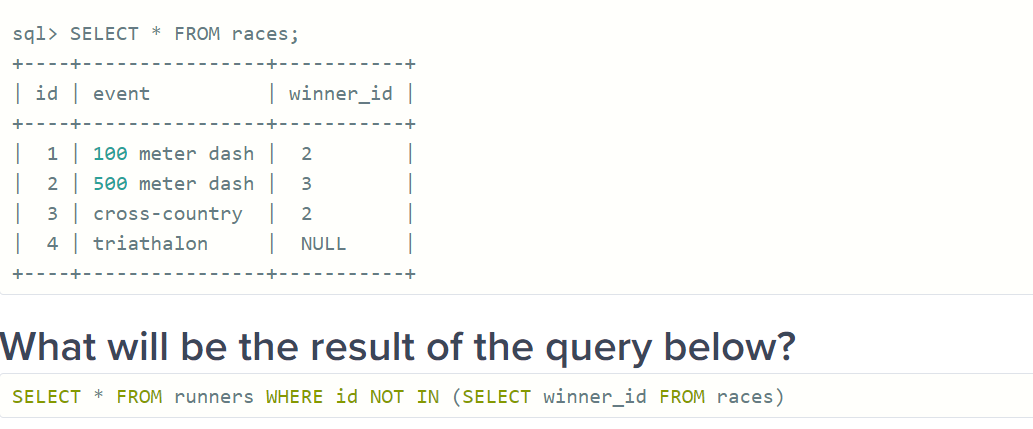 sql> SELECT * FROM races;
+----+----------------+-----------+
| id | event          | winner_id |
+----+----------------+-----------+
|  1 | 100 meter dash |  2        |
|  2 | 500 meter dash |  3        |
|  3 | cross-country  |  2        |
|  4 | triathalon     |  NULL     |
+----+----------------+-----------+
What will be the result of the query below?
SELECT * FROM runners WHERE id NOT IN (SELECT winner_id FROM races)